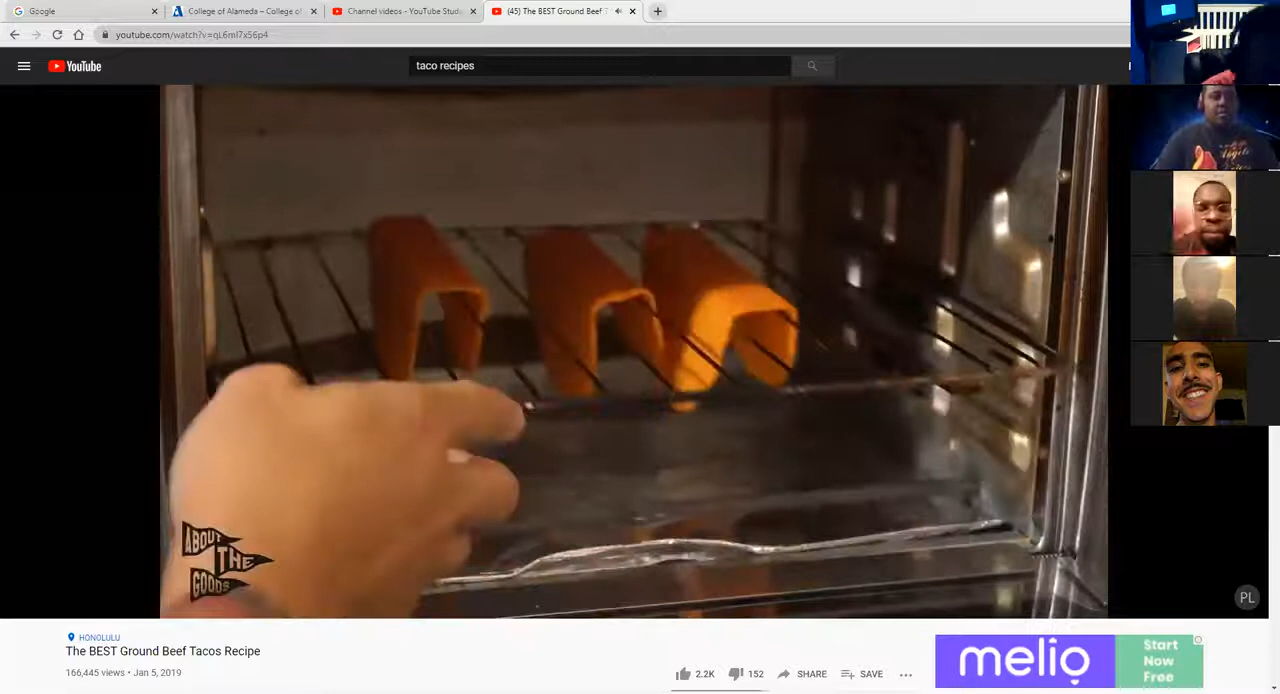 Google
College of Alameda – College of
Channel videos - YouTube Stud
(45) The BEST Ground Beef T
youtube.com/watch?v=qL6mI7x56p4
YouTube
taco recipes
ABOUT
THE
GOODS
PL
HONOLULU
The BEST Ground Beef Tacos Recipe
166,445 views • Jan 5, 2019
2.2K
152
SHARE
SAVE
melio
Start
Now
Free